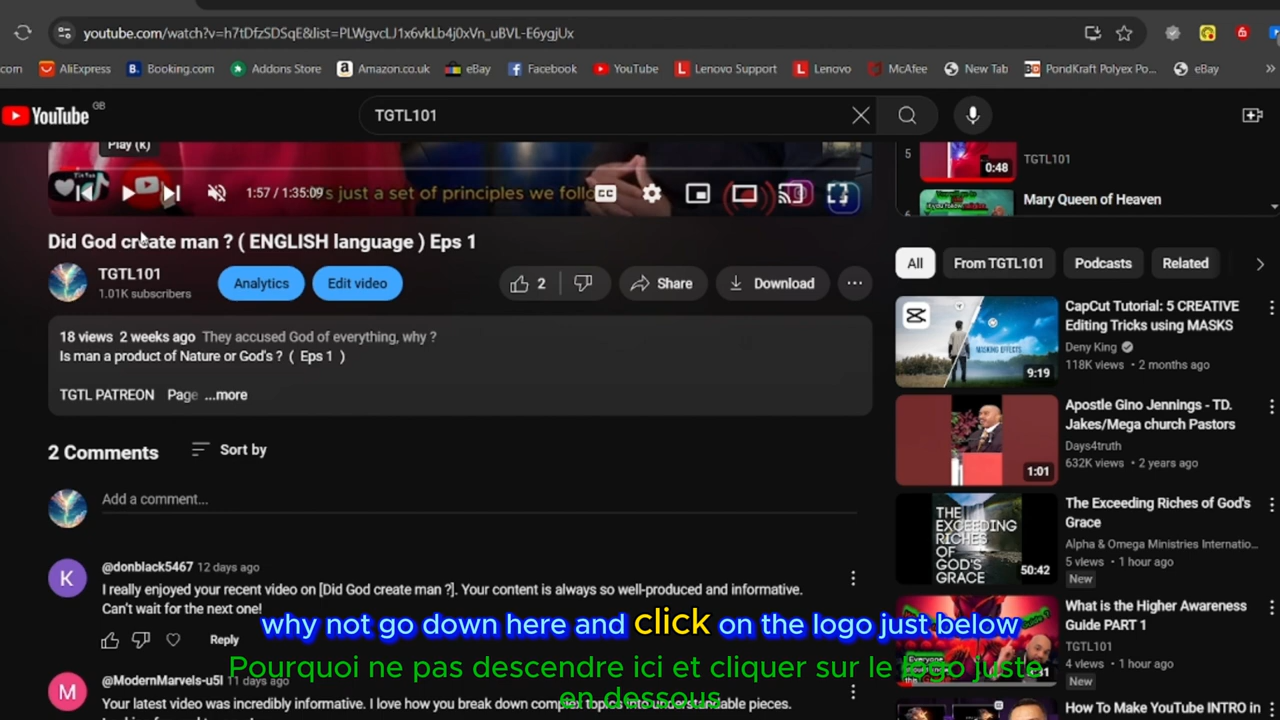 youtube.com/watch?v=h7tDfzSDSqE&list=PLWgvcLJ1x6vkLb4j0xVn_uBVL-E6ygjUx
com AliExpress Booking.com Addons Store Amazon.co.uk eBay Facebook YouTube Lenovo Support Lenovo McAfee New Tab PondKraft Polyex Po... eBay »
YouTube GB TGTL101
Play (k)
1:57 / 1:35:09
's just a set of principles we
CC
Did God create man ? ( ENGLISH language ) Eps 1
TGTL101
1.01K subscribers
Analytics Edit video 2 Share Download ...
18 views 2 weeks ago They accused God of everything, why ?
Is man a product of Nature or God's ? ( Eps 1 )
TGTL PATREON Page ...more
2 Comments Sort by
Add a comment...
K
@donblack5467 12 days ago
I really enjoyed your recent video on [Did God create man ?]. Your content is always so well-produced and informative.
Can't wait for the next one!
why not go down here and click on the logo just below
Reply
Pourquoi ne pas descendre ici et cliquer sur le logo juste
en dessous
M
@ModernMarvels-u5l 11 days ago
Your latest video was incredibly informative. I love how you break down complex topics into understandable pieces.
5
0:48
TGTL101
Mary Queen of Heaven
All From TGTL101 Podcasts Related
MASKING EFFECTS
9:19
CapCut Tutorial: 5 CREATIVE
Editing Tricks using MASKS
Deny King
118K views • 2 months ago
1:01
Apostle Gino Jennings - TD.
Jakes/Mega church Pastors
Days4truth
632K views • 2 years ago
THE
EXCEEDING
RICHES
OF
GOD'S
GRACE
50:42
The Exceeding Riches of God's
Grace
Alpha & Omega Ministries Internatio...
5 views • 1 hour ago
New
What is the Higher Awareness
Guide PART 1
TGTL101
4 views • 1 hour ago
New
How To Make YouTube INTRO in